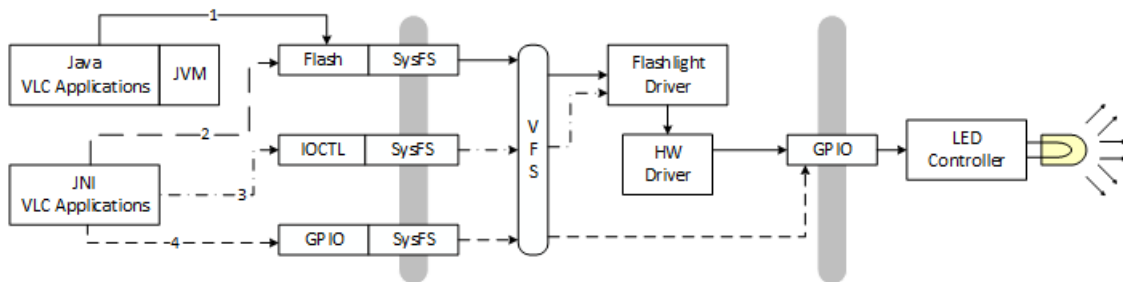 1
Java
VLC Applications
JVM
Flash
SysFS
Flashlight
Driver
2
IOCTL
SysFS
V
F
S
HW
Driver
GPIO
LED
Controller
JNI
VLC Applications
3
4
GPIO
SysFS